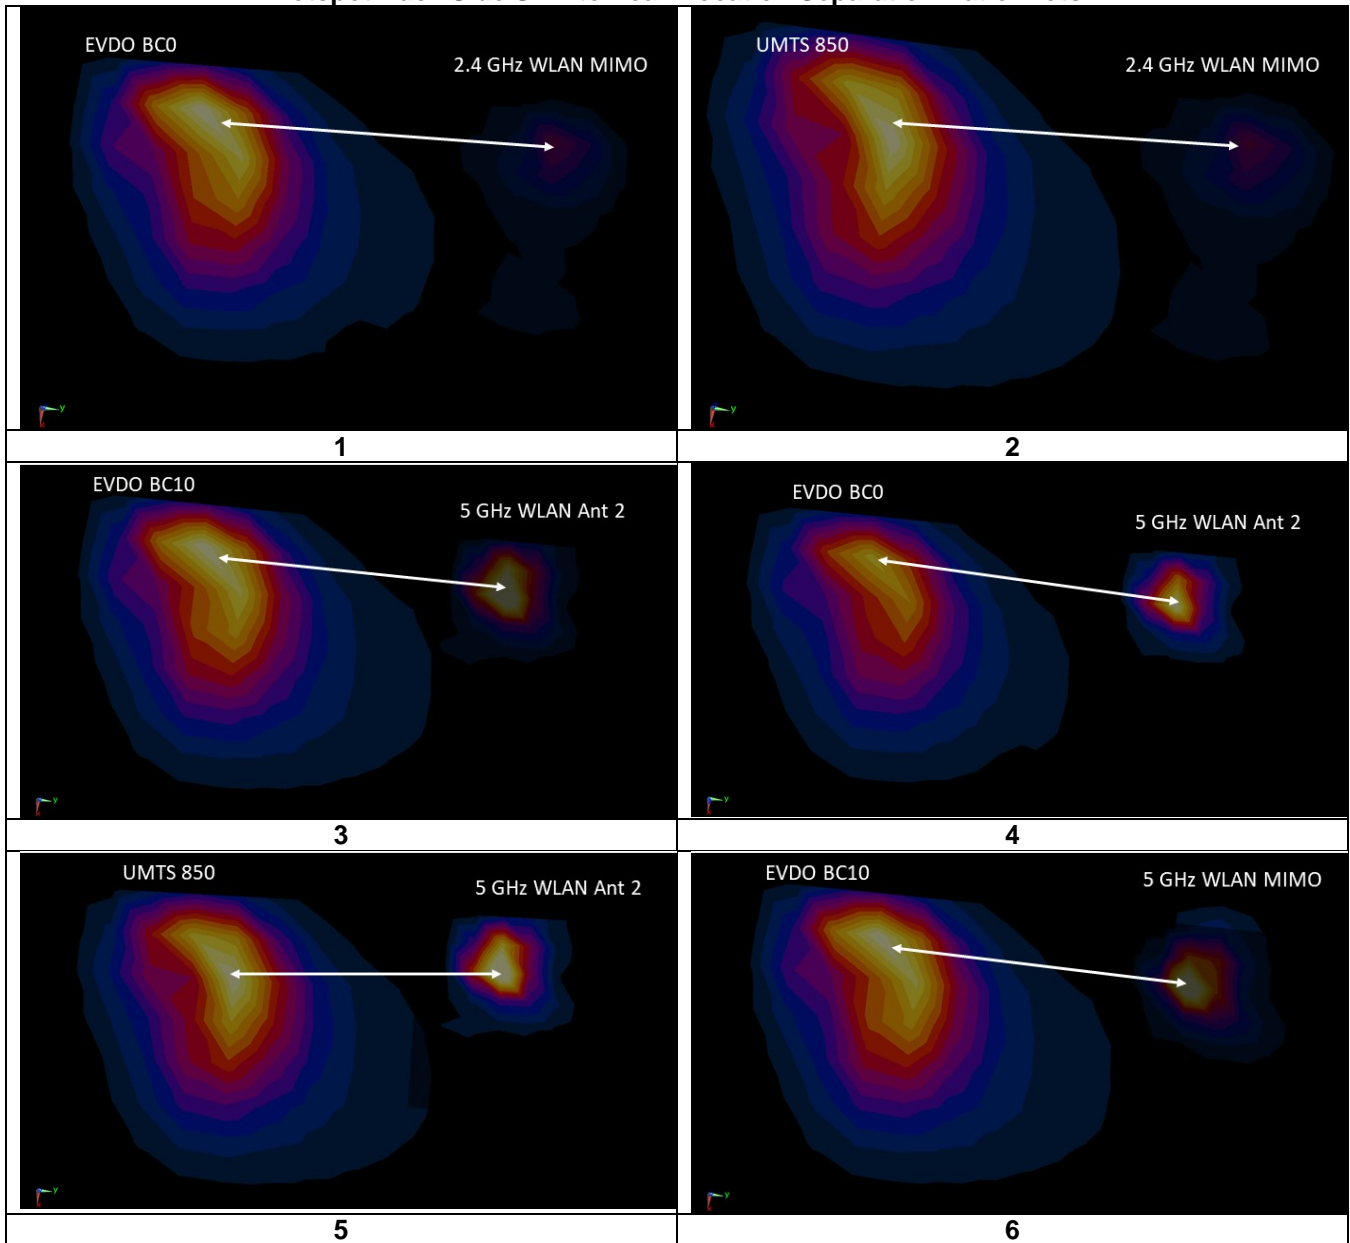 EVDO BC0
2.4 GHz WLAN MIMO
y
1
UMTS 850
2.4 GHz WLAN MIMO
y
2
EVDO BC10
5 GHz WLAN Ant 2
y
3
EVDO BC0
5 GHz WLAN Ant 2
y
4
UMTS 850
5 GHz WLAN Ant 2
y
5
EVDO BC10
5 GHz WLAN MIMO
y
6